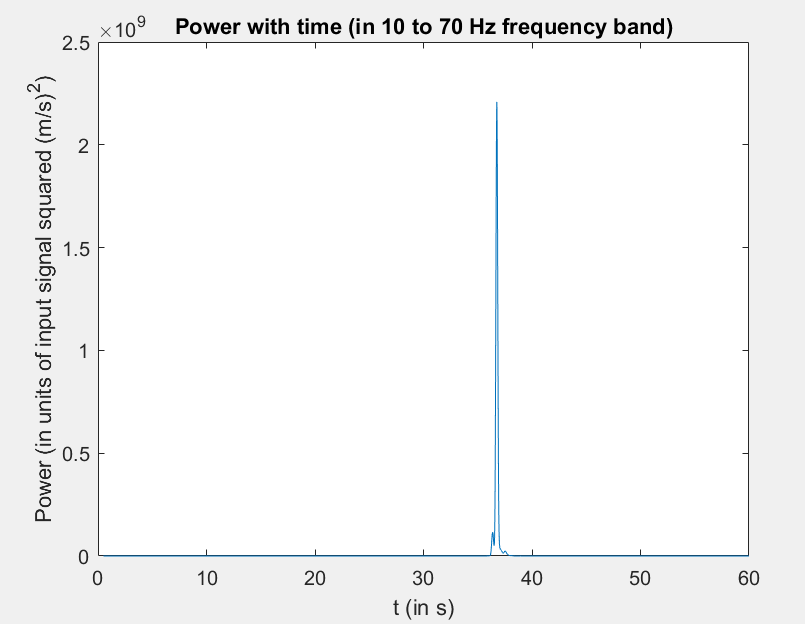 Power with time (in 10 to 70 Hz frequency band)
×10⁹
2.5
2
1.5
1
0.5
0
Power (in units of input signal squared (m/s)²)
0 10 20 30 40 50 60
t (in s)